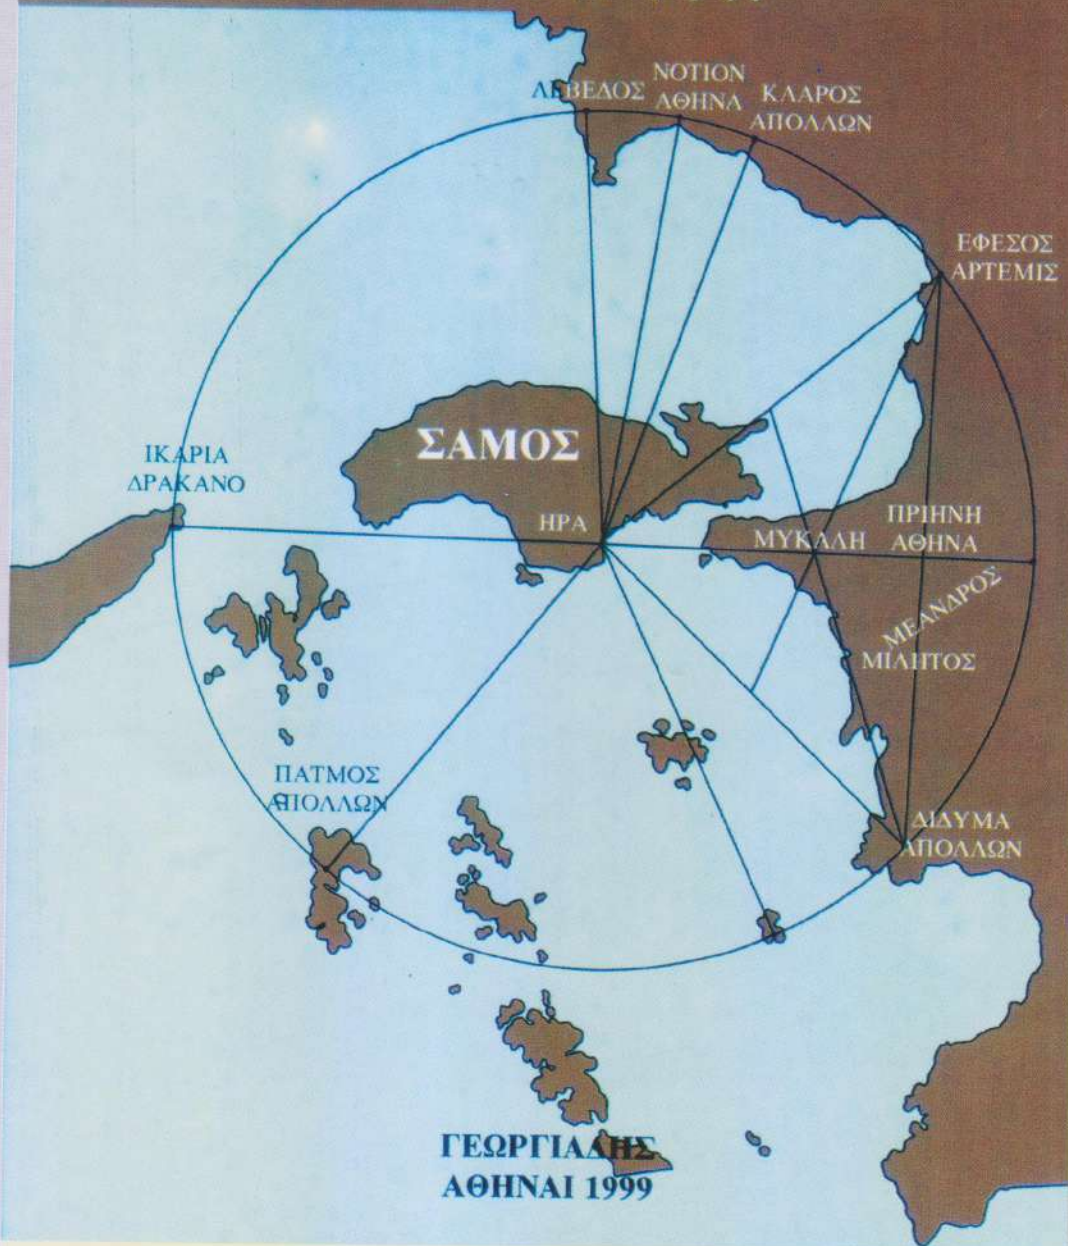 ΛΕΒΕΔΟΣ
ΝΟΤΙΟΝ
ΑΘΗΝΑ
ΚΛΑΡΟΣ
ΑΠΟΛΛΩΝ
ΕΦΕΣΟΣ
ΑΡΤΕΜΙΣ
ΣΑΜΟΣ
ΙΚΑΡΙΑ
ΔΡΑΚΑΝΟ
ΗΡΑ
ΜΥΚΑΛΗ
ΠΡΙΗΝΗ
ΑΘΗΝΑ
ΜΕΑΝΔΡΟΣ
ΜΙΛΗΤΟΣ
ΠΑΤΜΟΣ
ΑΠΟΛΛΩΝ
ΔΙΔΥΜΑ
ΑΠΟΛΛΩΝ
ΓΕΩΡΓΙΑΔΗΣ
ΑΘΗΝΑΙ 1999